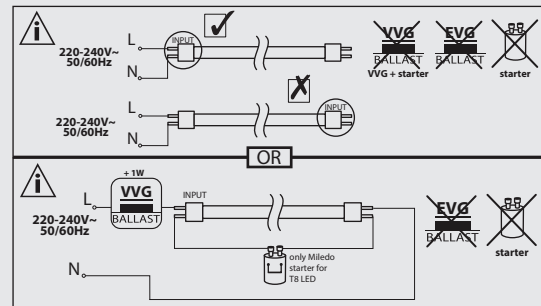 INPUT
L
220-240V~
50/60Hz
N
VVG
BALLAST
VVG + starter
EVG
BALLAST
starter
INPUT
L
220-240V~
50/60Hz
N
OR
+ 1W
VVG
BALLAST
INPUT
L
220-240V~
50/60Hz
N
only Miledo
starter for
T8 LED
EVG
BALLAST
starter